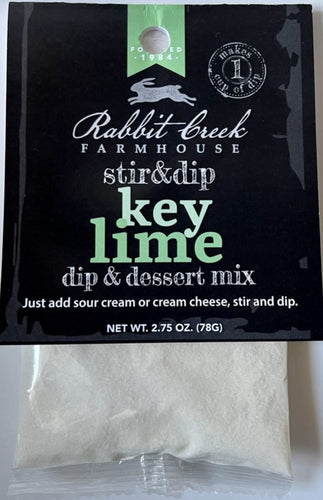 FOUNDED
•1984•
makes
1
cup of dip
Rabbit Creek
FARMHOUSE
stir&dip
key
lime
dip & dessert mix
Just add sour cream or cream cheese, stir and dip.
NET WT. 2.75 OZ. (78G)